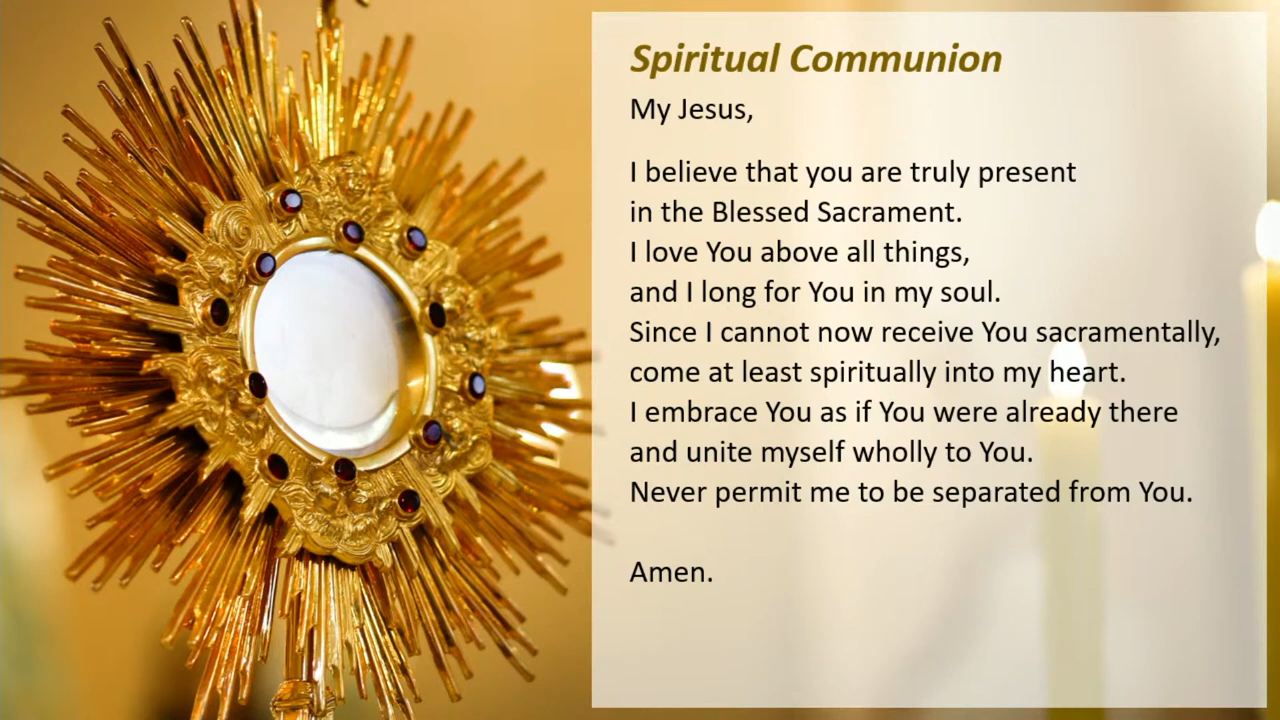 Spiritual Communion
My Jesus,
I believe that you are truly present
in the Blessed Sacrament.
I love You above all things,
and I long for You in my soul.
Since I cannot now receive You sacramentally,
come at least spiritually into my heart.
I embrace You as if You were already there
and unite myself wholly to You.
Never permit me to be separated from You.
Amen.